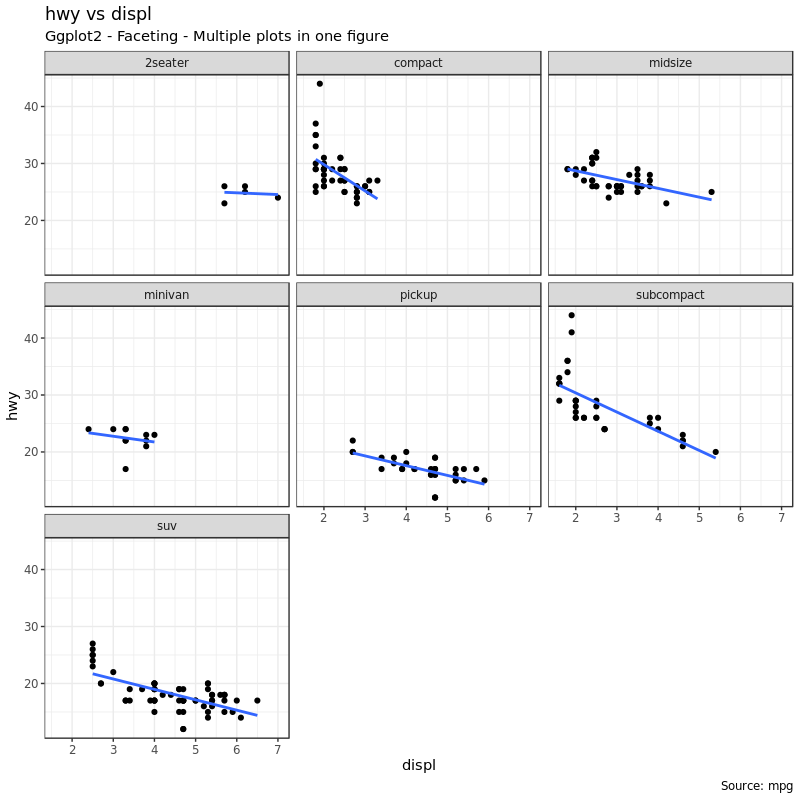 hwy vs displ
Ggplot2 - Faceting - Multiple plots in one figure
2seater compact midsize
40
30
20
minivan pickup subcompact
40
30
20
hwy
2 3 4 5 6 7 2 3 4 5 6 7
suv
40
30
20
2 3 4 5 6 7
displ
Source: mpg